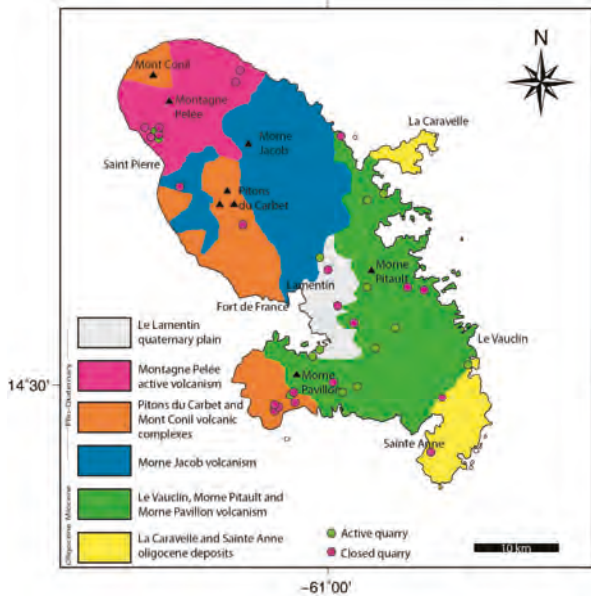 N
Mont Conil
Montagne
Pelée
La Caravelle
Morne
Jacob
Saint Pierre
Pitons
du Carbet
Morne
Pitault
Lamentin
Fort de France
Le Vauclin
Morne
Pavillon
Sainte Anne
14°30'
Plio-Quaternary
Miocene
Oligocene
Le Lamentin
quaternary plain
Montagne Pelée
active volcanism
Pitons du Carbet and
Mont Conil volcanic
complexes
Morne Jacob volcanism
Le Vauclin, Morne Pitault and
Morne Pavillon volcanism
La Caravelle and Sainte Anne
oligocene deposits
Active quarry
Closed quarry
10 km
−61°00'